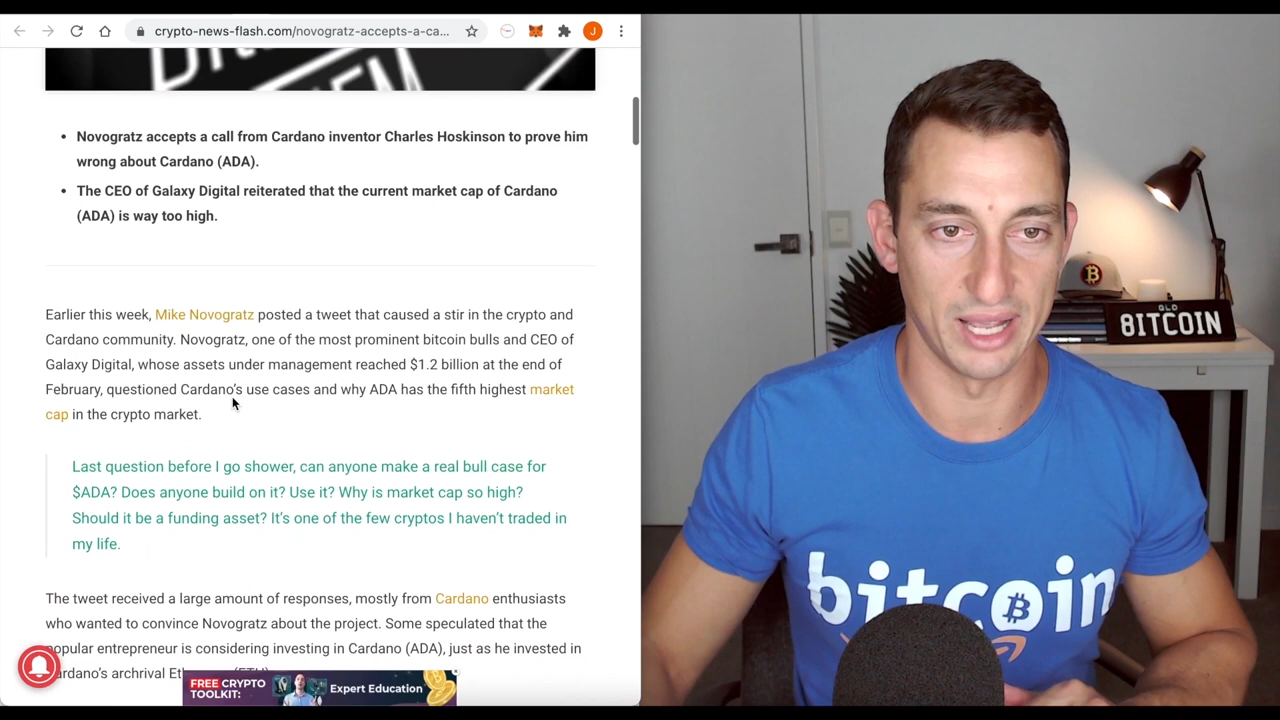 crypto-news-flash.com/novogratz-accepts-a-ca...
J
Novogratz accepts a call from Cardano inventor Charles Hoskinson to prove him
wrong about Cardano (ADA).
The CEO of Galaxy Digital reiterated that the current market cap of Cardano
(ADA) is way too high.
Earlier this week, Mike Novogratz posted a tweet that caused a stir in the crypto and
Cardano community. Novogratz, one of the most prominent bitcoin bulls and CEO of
Galaxy Digital, whose assets under management reached $1.2 billion at the end of
February, questioned Cardano's use cases and why ADA has the fifth highest market
cap in the crypto market.
Last question before I go shower, can anyone make a real bull case for
$ADA? Does anyone build on it? Use it? Why is market cap so high?
Should it be a funding asset? It's one of the few cryptos I haven't traded in
my life.
The tweet received a large amount of responses, mostly from Cardano enthusiasts
who wanted to convince Novogratz about the project. Some speculated that the
popular entrepreneur is considering investing in Cardano (ADA), just as he invested in
Cardano's archrival
FREE CRYPTO
TOOLKIT:
Expert Education
QLD
8ITCOIN
bitcoin